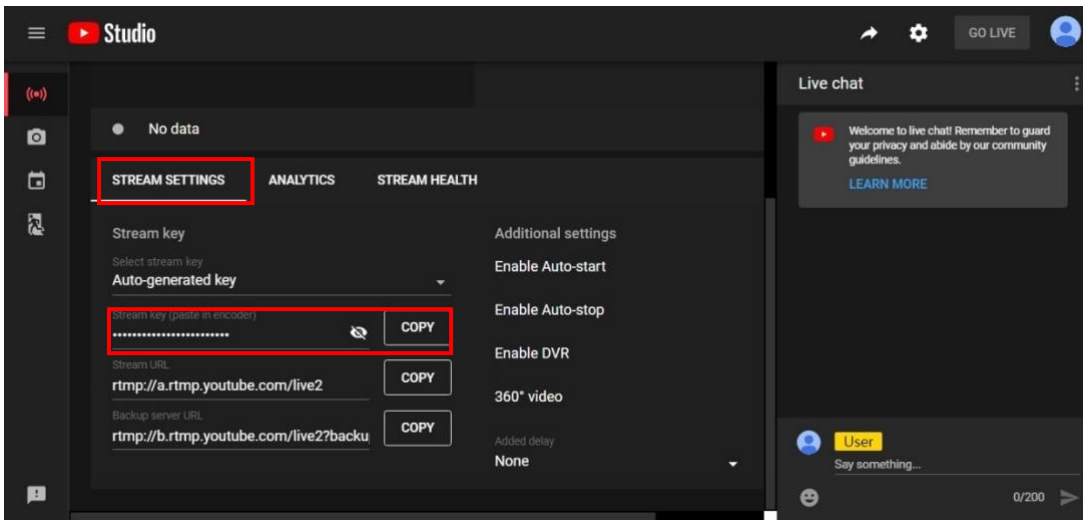 Studio
GO LIVE
No data
STREAM SETTINGS
ANALYTICS
STREAM HEALTH
Stream key
Select stream key
Auto-generated key
Stream key (paste in encoder)
••••••••••••••••••••••••
COPY
Stream URL
rtmp://a.rtmp.youtube.com/live2
COPY
Backup server URL
rtmp://b.rtmp.youtube.com/live2?backu
COPY
Additional settings
Enable Auto-start
Enable Auto-stop
Enable DVR
360° video
Added delay
None
Live chat
Welcome to live chat! Remember to guard
your privacy and abide by our community
guidelines.
LEARN MORE
User
Say something...
0/200